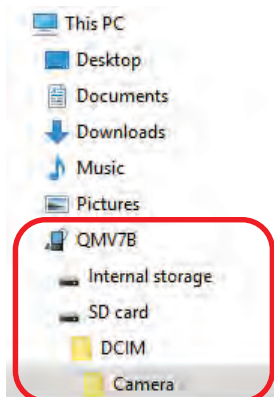 This PC
Desktop
Documents
Downloads
Music
Pictures
QMV7B
Internal storage
SD card
DCIM
Camera